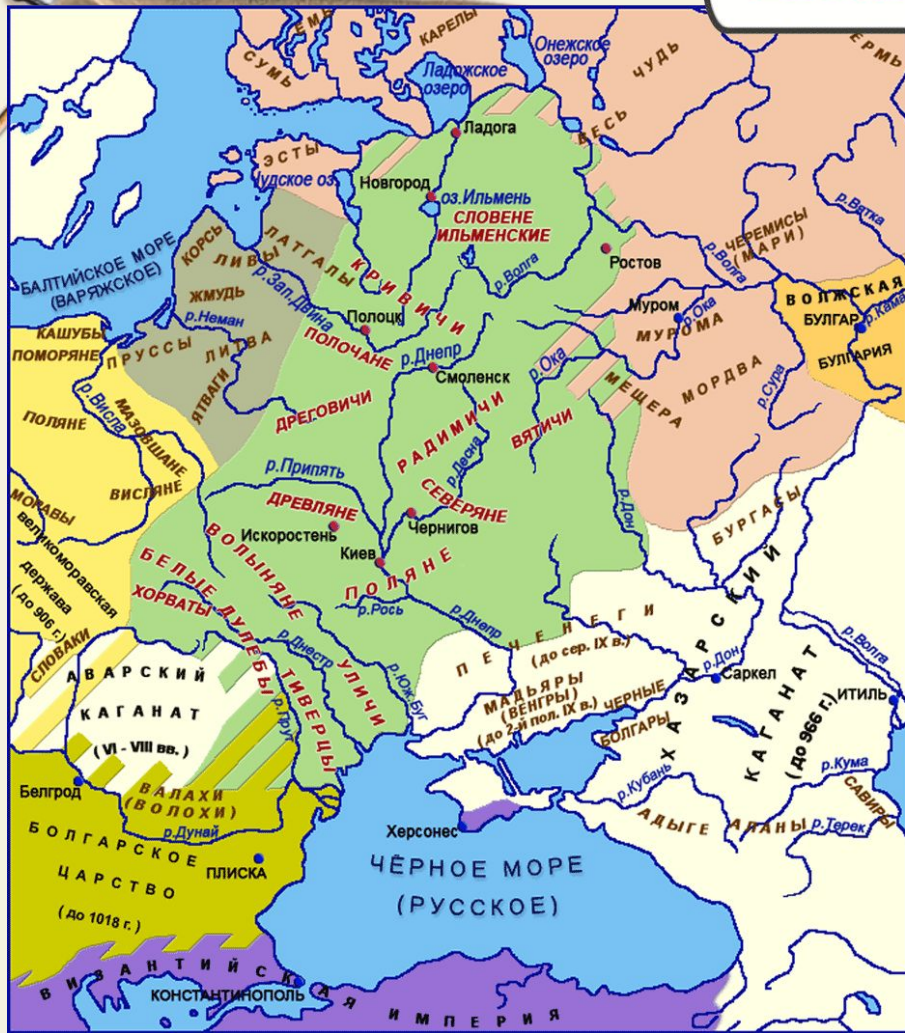 ЕМЬ
КАРЕЛЫ
Онежское
озеро
ЧУДЬ
ПЕРМЬ
СУМЬ
Ладожское
озеро
ВЕСЬ
Ладога
ЭСТЫ
Чудское оз.
Новгород
оз.Ильмень
СЛОВЕНЕ
ИЛЬМЕНСКИЕ
р.Вятка
ЧЕРЕМИСЫ
(МАРИ)
р.Волга
Ростов
р.Волга
БАЛТИЙСКОЕ МОРЕ
(ВАРЯЖСКОЕ)
КОРСЬ
ЛИВЫ
ЛАТГАЛЫ
р.Зап.Двина
КРИВИЧИ
ЖМУДЬ
р.Неман
Полоцк
ПОЛОЧАНЕ
Муром
р.Ока
МУРОМА
ВОЛЖСКАЯ
БУЛГАР
р.Кама
БУЛГАРИЯ
КАШУБЫ
ПОМОРЯНЕ
ПРУССЫ
ЛИТВА
ЯТВАГИ
р.Днепр
Смоленск
р.Ока
МЕЩЕРА
МОРДВА
р.Сура
р.Висла
ПОЛЯНЕ
МАЗОВШАНЕ
ВИСЛЯНЕ
ДРЕГОВИЧИ
РАДИМИЧИ
ВЯТИЧИ
р.Припять
р.Десна
СЕВЕРЯНЕ
ДРЕВЛЯНЕ
Искоростень
Чернигов
Киев
р.Дон
МОРАВЫ
великоморавская
держава
(до 906 г.)
СЛОВАКИ
БУРГАСЫ
ВОЛЫНЯНЕ
ПОЛЯНЕ
р.Рось
р.Днепр
БЕЛЫЕ
ХОРВАТЫ
ДУЛЕБЫ
р.Днестр
УЛИЧИ
р.Юж.Буг
ТИВЕРЦЫ
р.Прут
АВАРСКИЙ
КАГАНАТ
(VI - VIII вв.)
ПЕЧЕНЕГИ
(до сер. IX в.)
МАДЬЯРЫ
(ВЕНГРЫ)
(до 2-й пол. IX в.)
ЧЕРНЫЕ
БОЛГАРЫ
ХАЗАРСКИЙ
КАГАНАТ
(до 966 г.)
р.Дон
Саркел
р.Волга
ИТИЛЬ
р.Кума
САВИРЫ
р.Кубань
АДЫГЕ
АЛАНЫ
р.Терек
Белгрод
ВАЛАХИ
(ВОЛОХИ)
р.Дунай
БОЛГАРСКОЕ
ЦАРСТВО
(до 1018 г.)
ПЛИСКА
Херсонес
ЧЁРНОЕ МОРЕ
(РУССКОЕ)
ВИЗАНТИЙСКАЯ ИМПЕРИЯ
КОНСТАНТИНОПОЛЬ